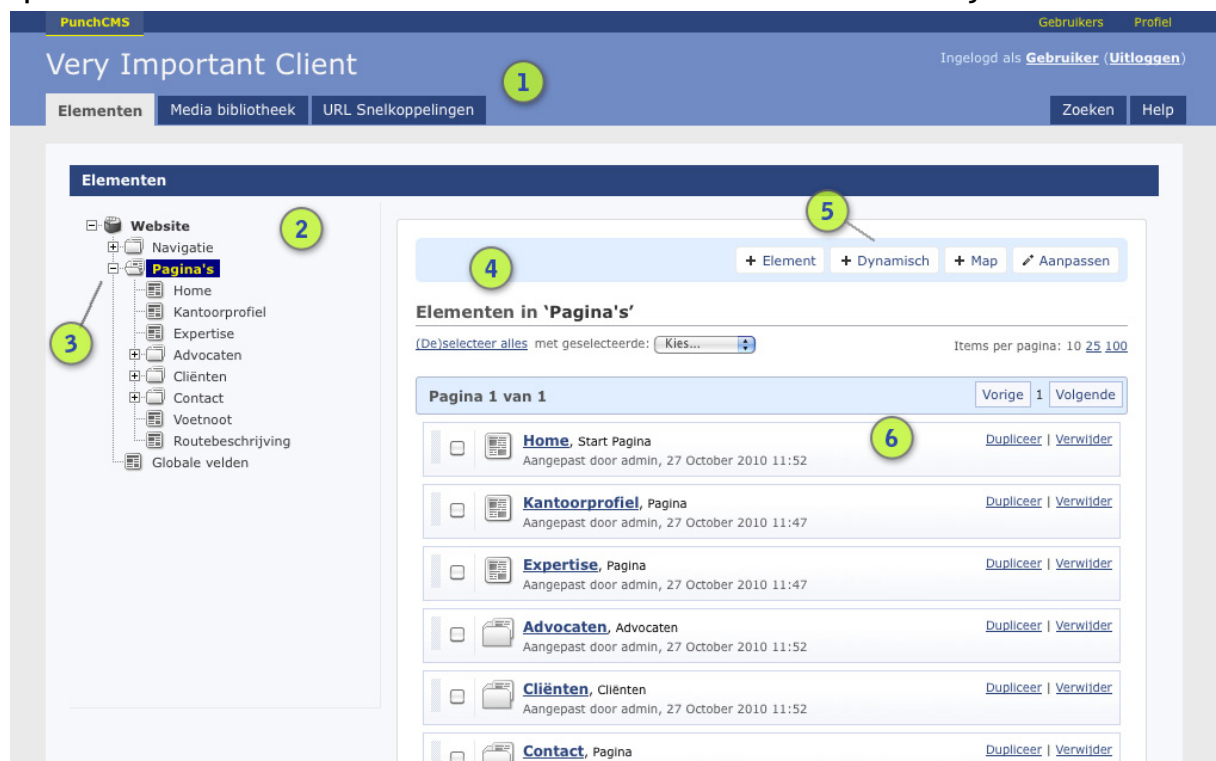 PunchCMS Gebruikers Profiel
Very Important Client
Ingelogd als Gebruiker (Uitloggen)
1
Elementen Media bibliotheek URL Snelkoppelingen Zoeken Help
Elementen
2
Website
Navigatie
Pagina's
Home
Kantoorprofiel
Expertise
Advocaten
Cliënten
Contact
Voetnoot
Routebeschrijving
Globale velden
3
5
4
+ Element + Dynamisch + Map Aanpassen
Elementen in ‘Pagina's’
(De)selecteer alles met geselecteerde: Kies... Items per pagina: 10 25 100
Pagina 1 van 1 Vorige 1 Volgende
6
Home, Start Pagina Dupliceer | Verwijder
Aangepast door admin, 27 October 2010 11:52
Kantoorprofiel, Pagina Dupliceer | Verwijder
Aangepast door admin, 27 October 2010 11:47
Expertise, Pagina Dupliceer | Verwijder
Aangepast door admin, 27 October 2010 11:47
Advocaten, Advocaten Dupliceer | Verwijder
Aangepast door admin, 27 October 2010 11:52
Cliënten, Cliënten Dupliceer | Verwijder
Aangepast door admin, 27 October 2010 11:52
Contact, Pagina Dupliceer | Verwijder